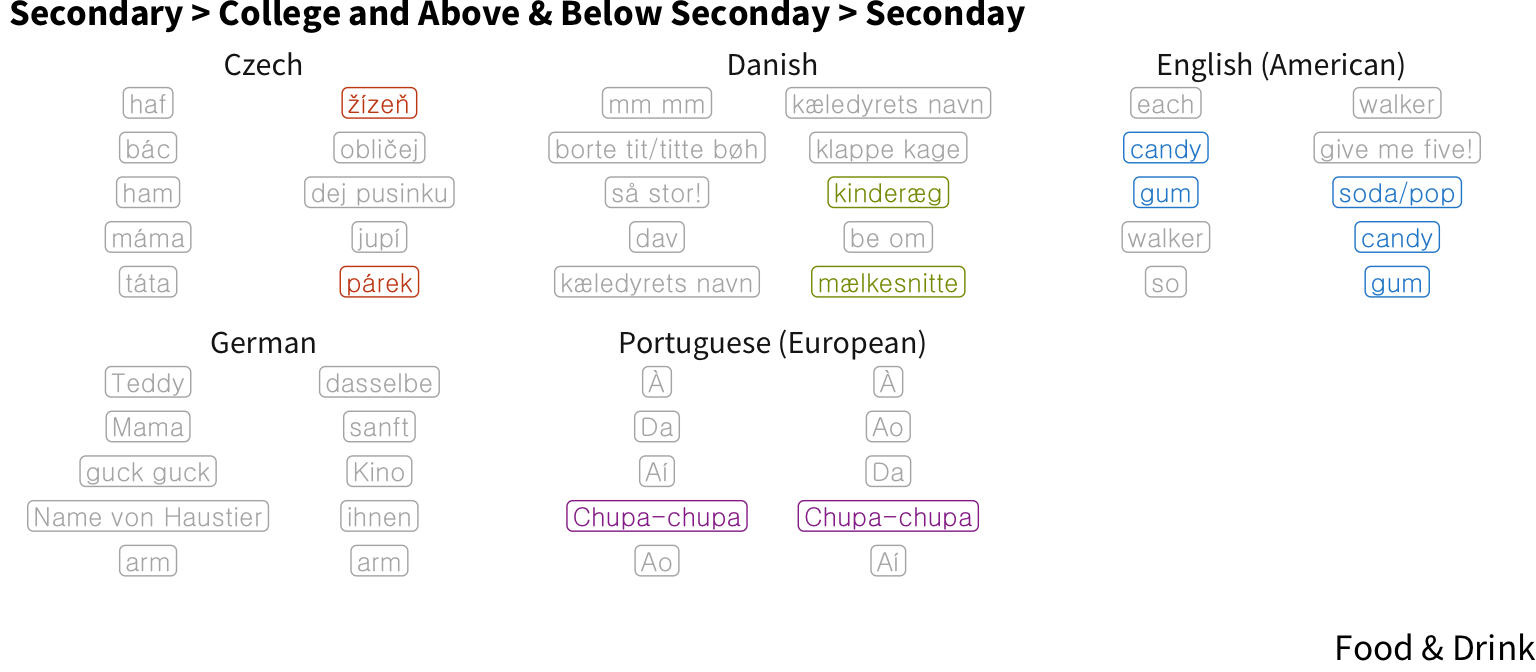 Secondary > College and Above & Below Seconday > Seconday
Czech Danish English (American)
haf žízeň mm mm kæledyrets navn each walker
bác obličej borte tit/titte bøh klappe kage candy give me five!
ham dej pusinku så stor! kinderæg gum soda/pop
máma jupí dav be om walker candy
táta párek kæledyrets navn mælkesnitte so gum
German Portuguese (European)
Teddy dasselbe À À
Mama sanft Da Ao
guck guck Kino Aí Da
Name von Haustier ihnen Chupa-chupa Chupa-chupa
arm arm Ao Aí
Food & Drink